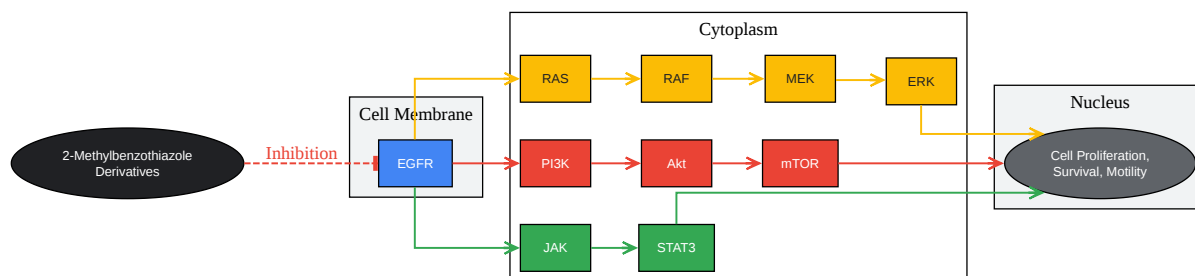 Cytoplasm
RAS
RAF
MEK
ERK
Cell Membrane
Nucleus
2-Methylbenzothiazole
Derivatives
Inhibition
EGFR
PI3K
Akt
mTOR
Cell Proliferation,
Survival, Motility
JAK
STAT3